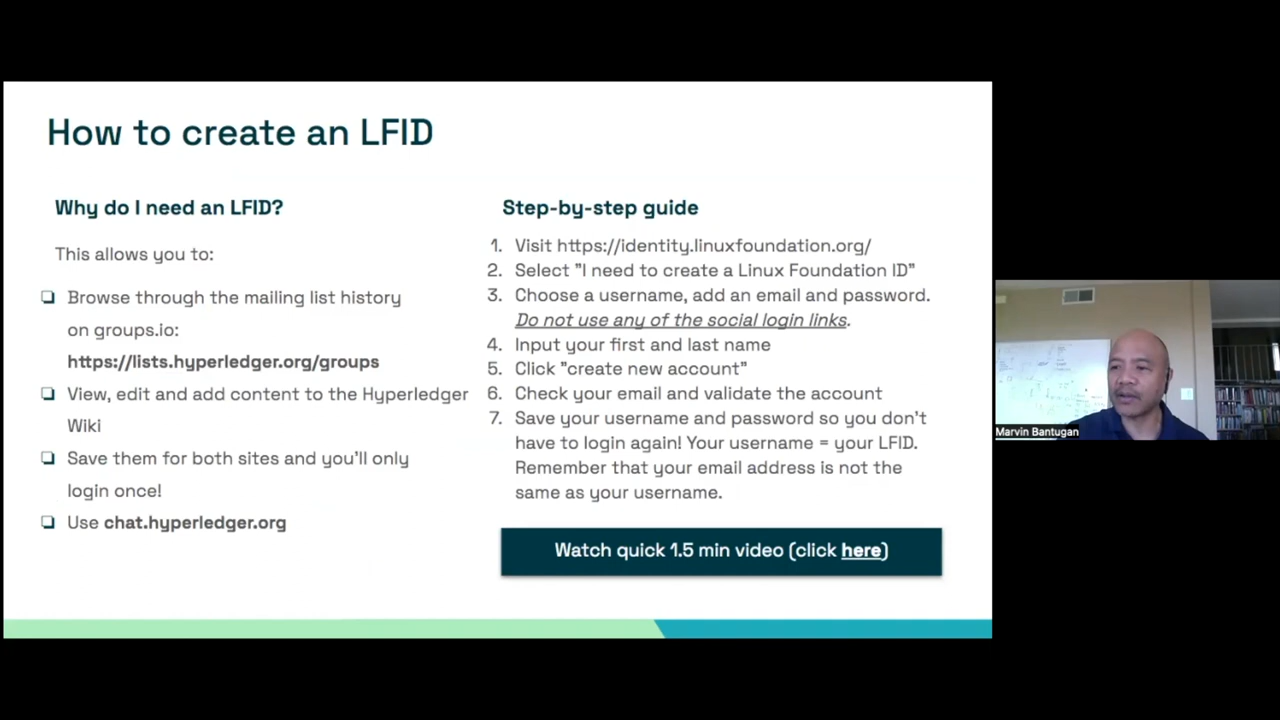 How to create an LFID
Why do I need an LFID?
This allows you to:
Browse through the mailing list history
on groups.io:
https://lists.hyperledger.org/groups
View, edit and add content to the Hyperledger
Wiki
Save them for both sites and you'll only
login once!
Use chat.hyperledger.org
Step-by-step guide
1. Visit https://identity.linuxfoundation.org/
2. Select "I need to create a Linux Foundation ID"
3. Choose a username, add an email and password.
Do not use any of the social login links.
4. Input your first and last name
5. Click "create new account"
6. Check your email and validate the account
7. Save your username and password so you don't
have to login again! Your username = your LFID.
Remember that your email address is not the
same as your username.
Watch quick 1.5 min video (click here)
Marvin Bantugan